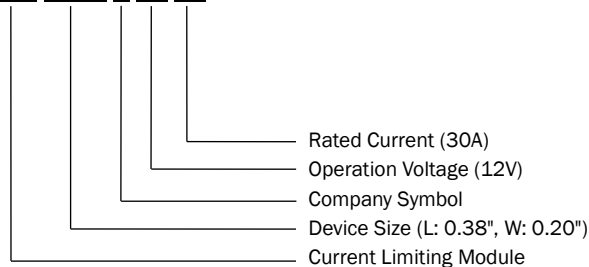 Rated Current (30A)
Operation Voltage (12V)
Company Symbol
Device Size (L: 0.38", W: 0.20")
Current Limiting Module